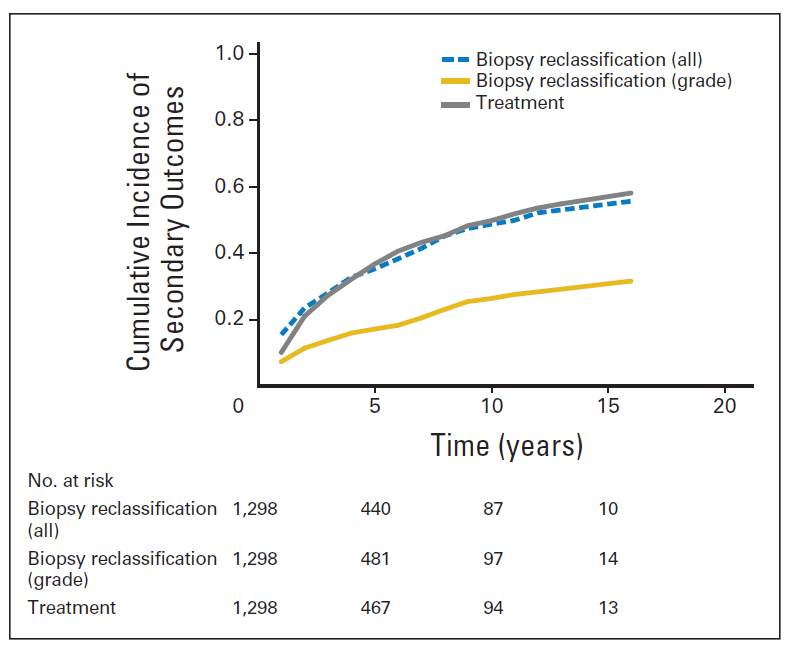 Cumulative Incidence of
Secondary Outcomes
1.0
0.8
0.6
0.4
0.2
0
5
10
15
20
Time (years)
Biopsy reclassification (all)
Biopsy reclassification (grade)
Treatment
No. at risk
Biopsy reclassification 1,298 440 87 10
(all)
Biopsy reclassification 1,298 481 97 14
(grade)
Treatment 1,298 467 94 13